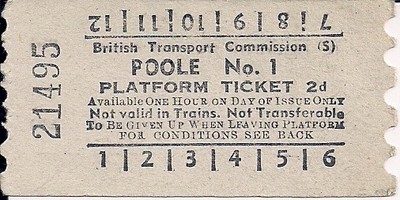 7 | 8 | 9 | 10 | 11 | 12
British Transport Commission (S)
POOLE No. 1
PLATFORM TICKET 2d
Available ONE HOUR on DAY of ISSUE ONLY
Not valid in Trains. Not Transferable
To BE GIVEN UP WHEN LEAVING PLATFORM
FOR CONDITIONS SEE BACK
1 | 2 | 3 | 4 | 5 | 6
21495